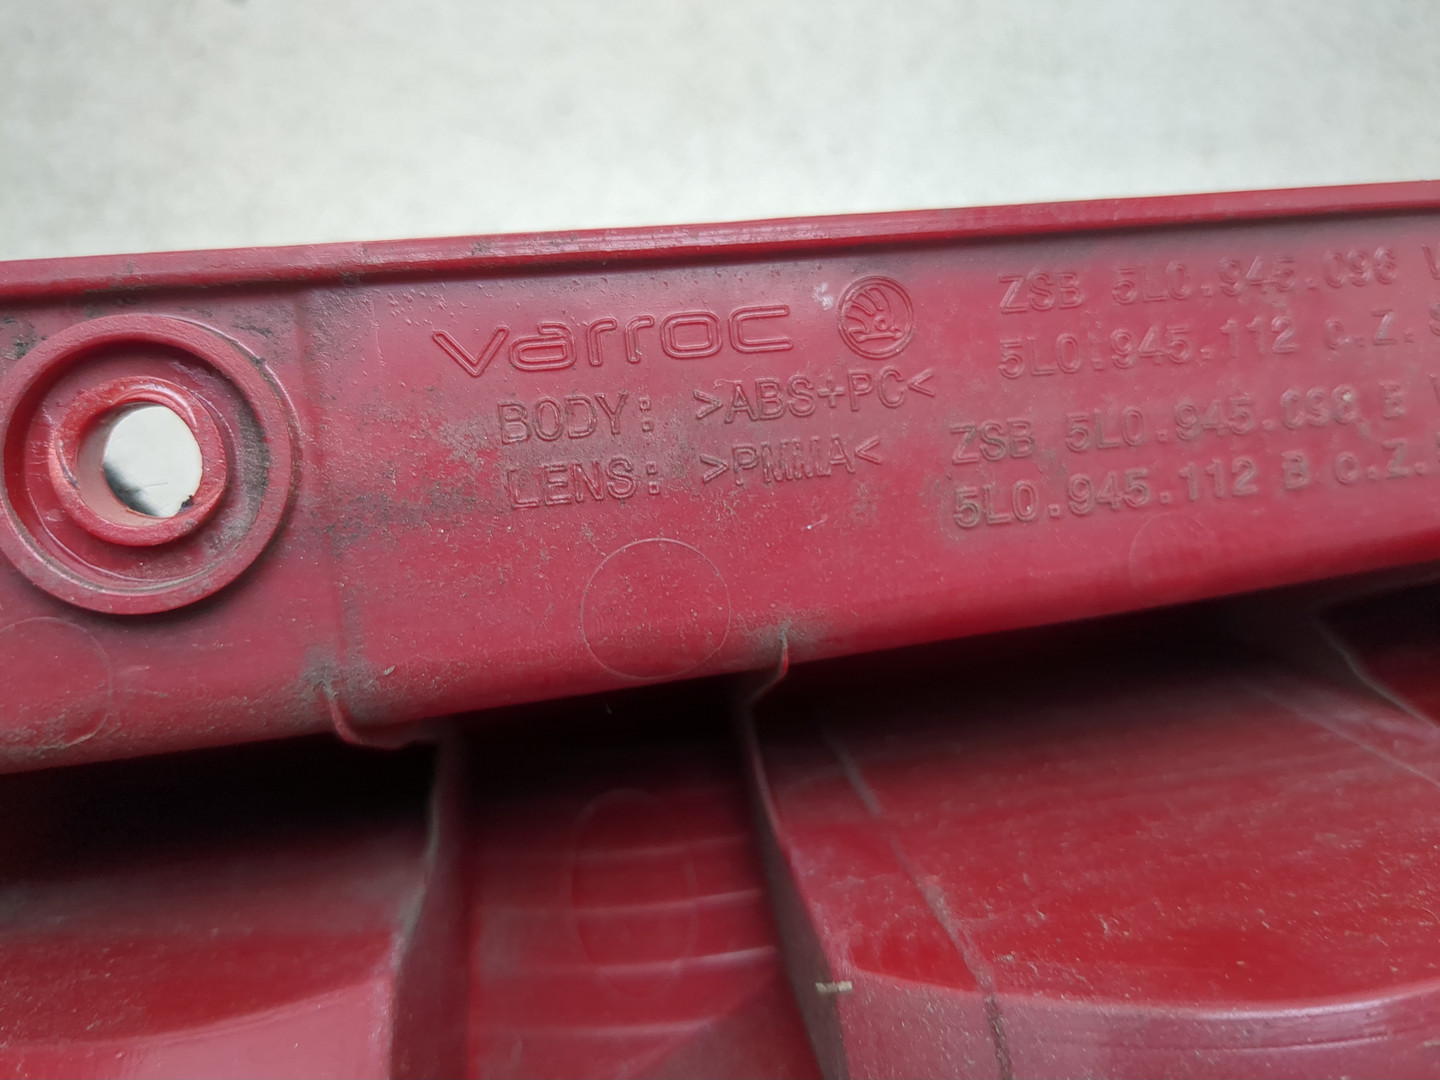 varroc
BODY: >ABS+PC<
LENS: >PMMA<
ZSB 5L0.945.096
5L0.945.112 c.Z.
ZSB 5L0.945.096 B
5L0.945.112 B c.Z.